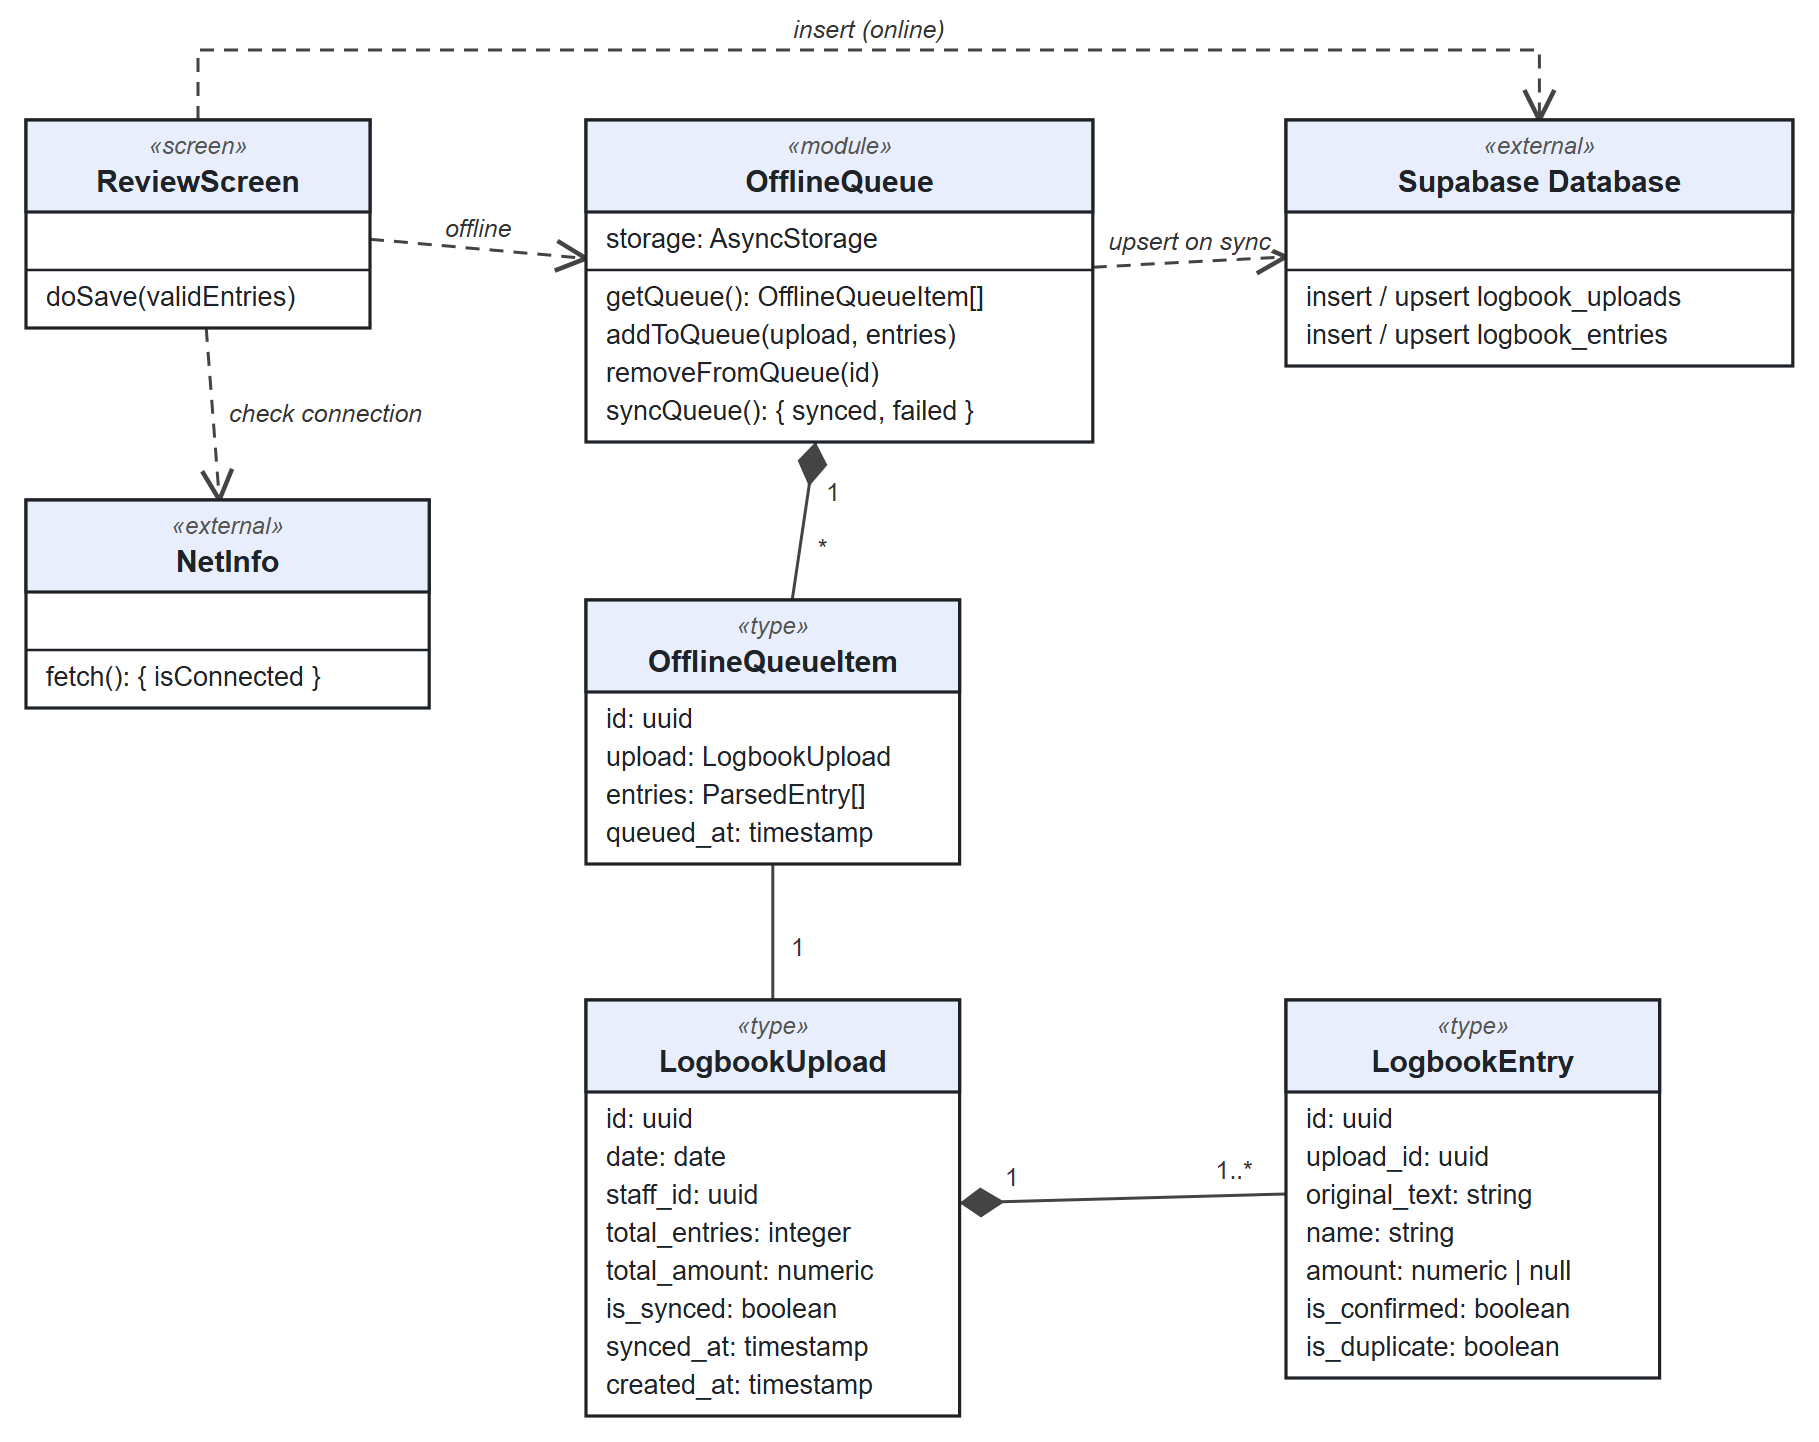 insert (online)
«screen»
ReviewScreen
doSave(validEntries)
offline
«module»
OfflineQueue
storage: AsyncStorage
getQueue(): OfflineQueueItem[]
addToQueue(upload, entries)
removeFromQueue(id)
syncQueue(): { synced, failed }
upsert on sync
«external»
Supabase Database
insert / upsert logbook_uploads
insert / upsert logbook_entries
check connection
«external»
NetInfo
fetch(): { isConnected }
1
*
«type»
OfflineQueueItem
id: uuid
upload: LogbookUpload
entries: ParsedEntry[]
queued_at: timestamp
1
«type»
LogbookUpload
id: uuid
date: date
staff_id: uuid
total_entries: integer
total_amount: numeric
is_synced: boolean
synced_at: timestamp
created_at: timestamp
1
1..*
«type»
LogbookEntry
id: uuid
upload_id: uuid
original_text: string
name: string
amount: numeric | null
is_confirmed: boolean
is_duplicate: boolean